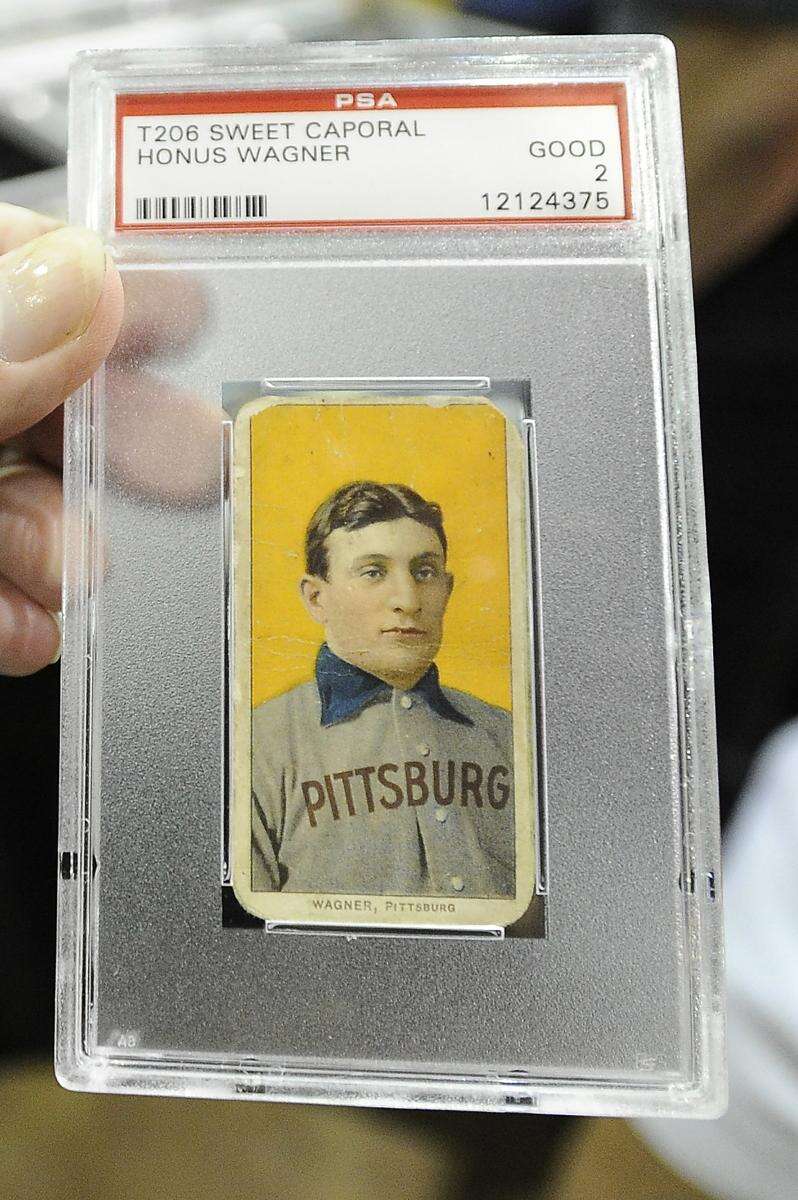 PSA
T206 SWEET CAPORAL
HONUS WAGNER
GOOD
2
12124375
PITTSBURG
WAGNER, PITTSBURG